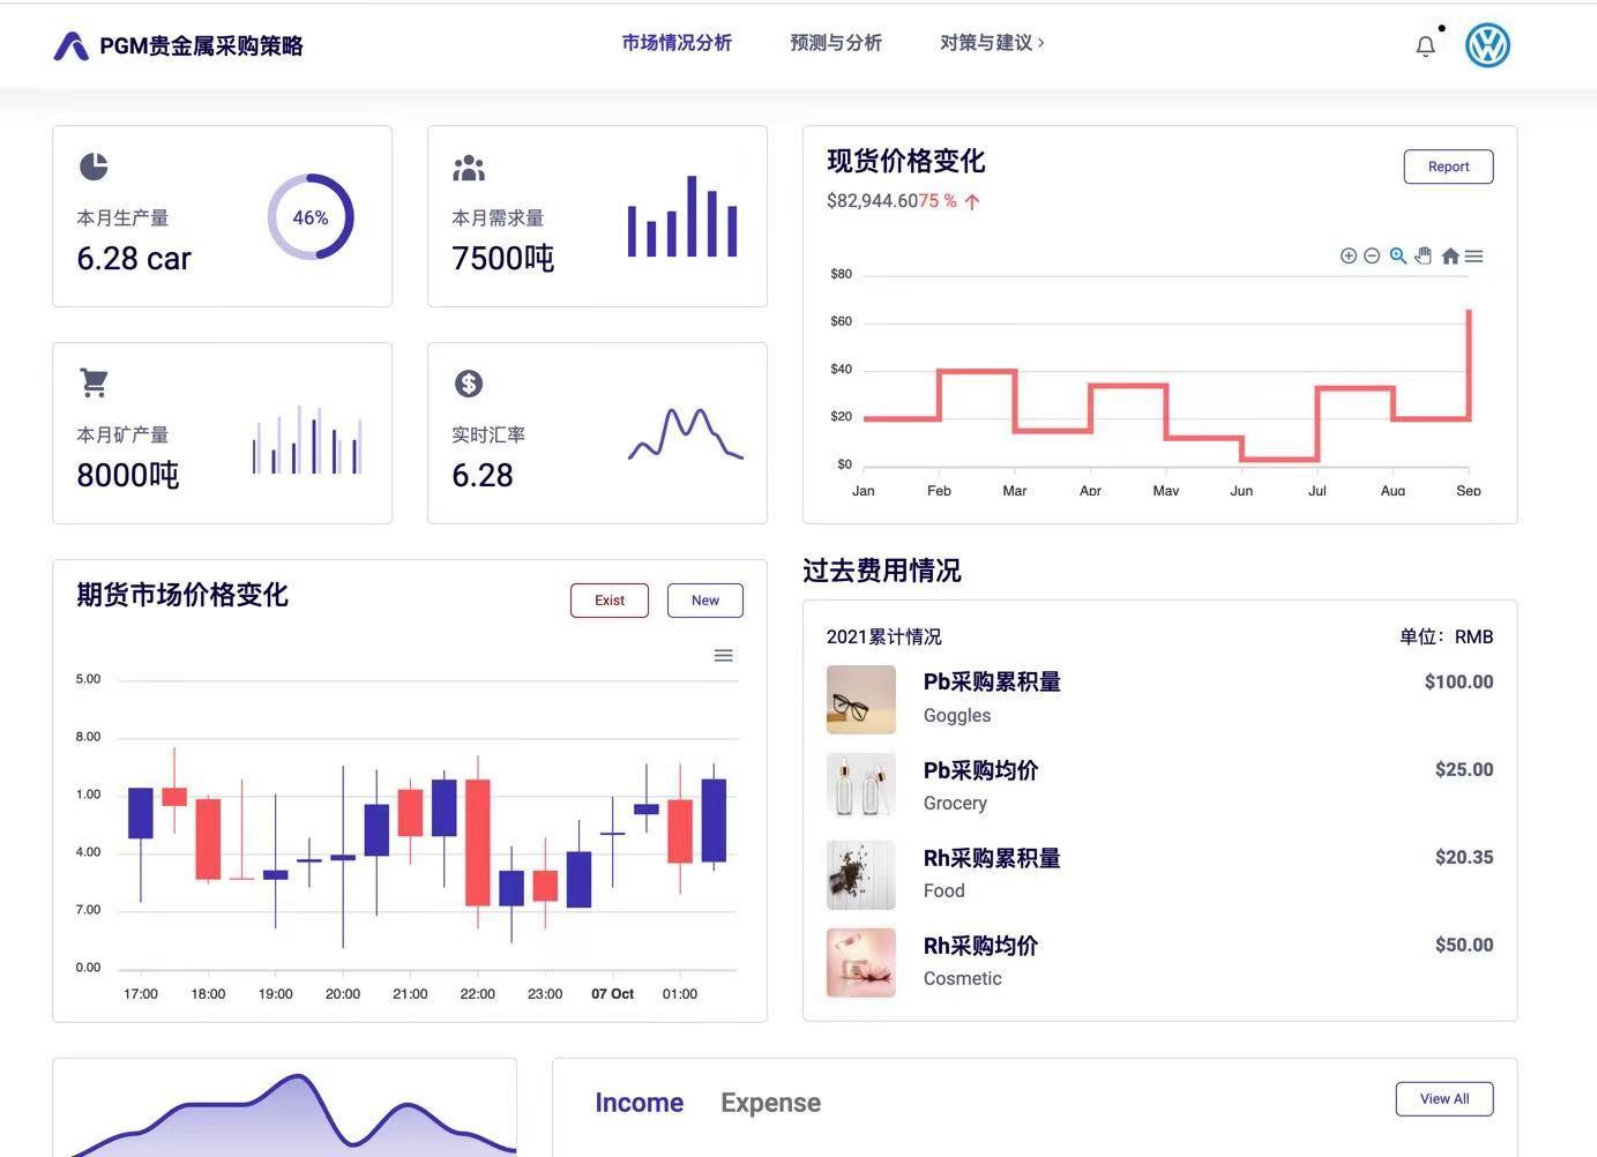 PGM贵金属采购策略
市场情况分析
预测与分析
对策与建议 ›
本月生产量
6.28 car
46%
本月需求量
7500吨
本月矿产量
8000吨
实时汇率
6.28
现货价格变化
Report
$82,944.6075 % ↑
$80
$60
$40
$20
$0
Jan Feb Mar Apr May Jun Jul Aug Sep
期货市场价格变化
Exist
New
5.00
8.00
1.00
4.00
7.00
0.00
17:00 18:00 19:00 20:00 21:00 22:00 23:00 07 Oct 01:00
过去费用情况
2021累计情况
单位：RMB
Pb采购累积量
$100.00
Goggles
Pb采购均价
$25.00
Grocery
Rh采购累积量
$20.35
Food
Rh采购均价
$50.00
Cosmetic
Income
Expense
View All